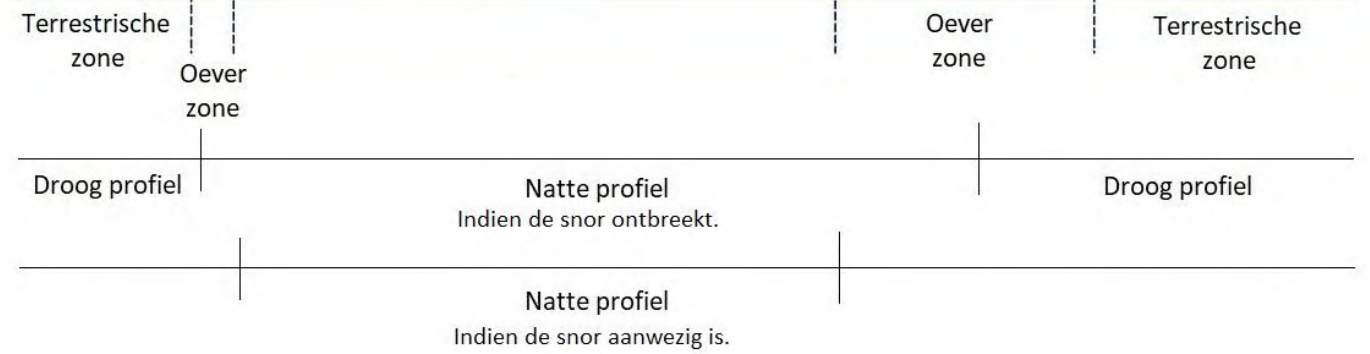 Terrestrische
zone
Oever
zone
Oever
zone
Terrestrische
zone
Droog profiel
Natte profiel
Indien de snor ontbreekt.
Droog profiel
Natte profiel
Indien de snor aanwezig is.